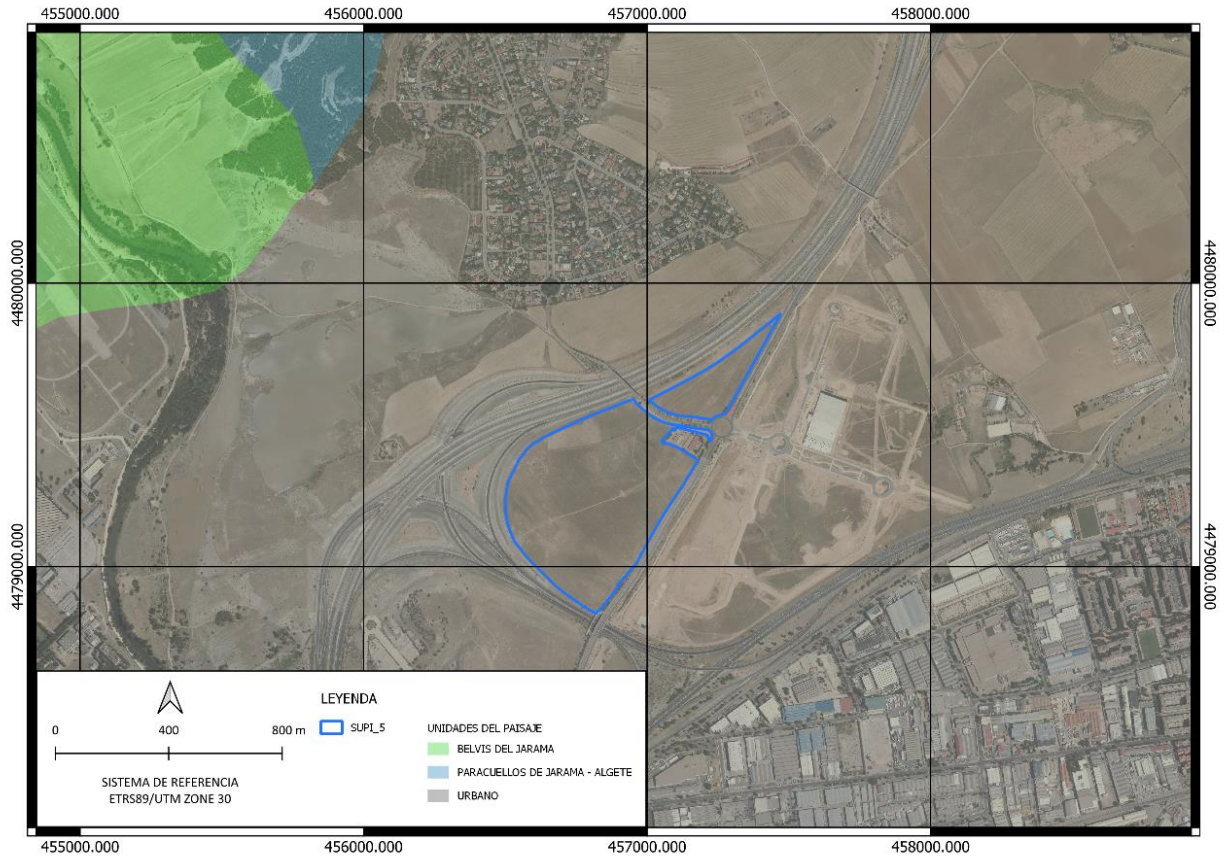 455000.000 456000.000 457000.000 458000.000
4480000.000 4480000.000
4479000.000 4479000.000
LEYENDA
0 400 800 m
SUPI_5
UNIDADES DEL PAISAJE
BELVIS DEL JARAMA
PARACUELLOS DE JARAMA - ALGETE
URBANO
SISTEMA DE REFERENCIA
ETRS89/UTM ZONE 30
455000.000 456000.000 457000.000 458000.000